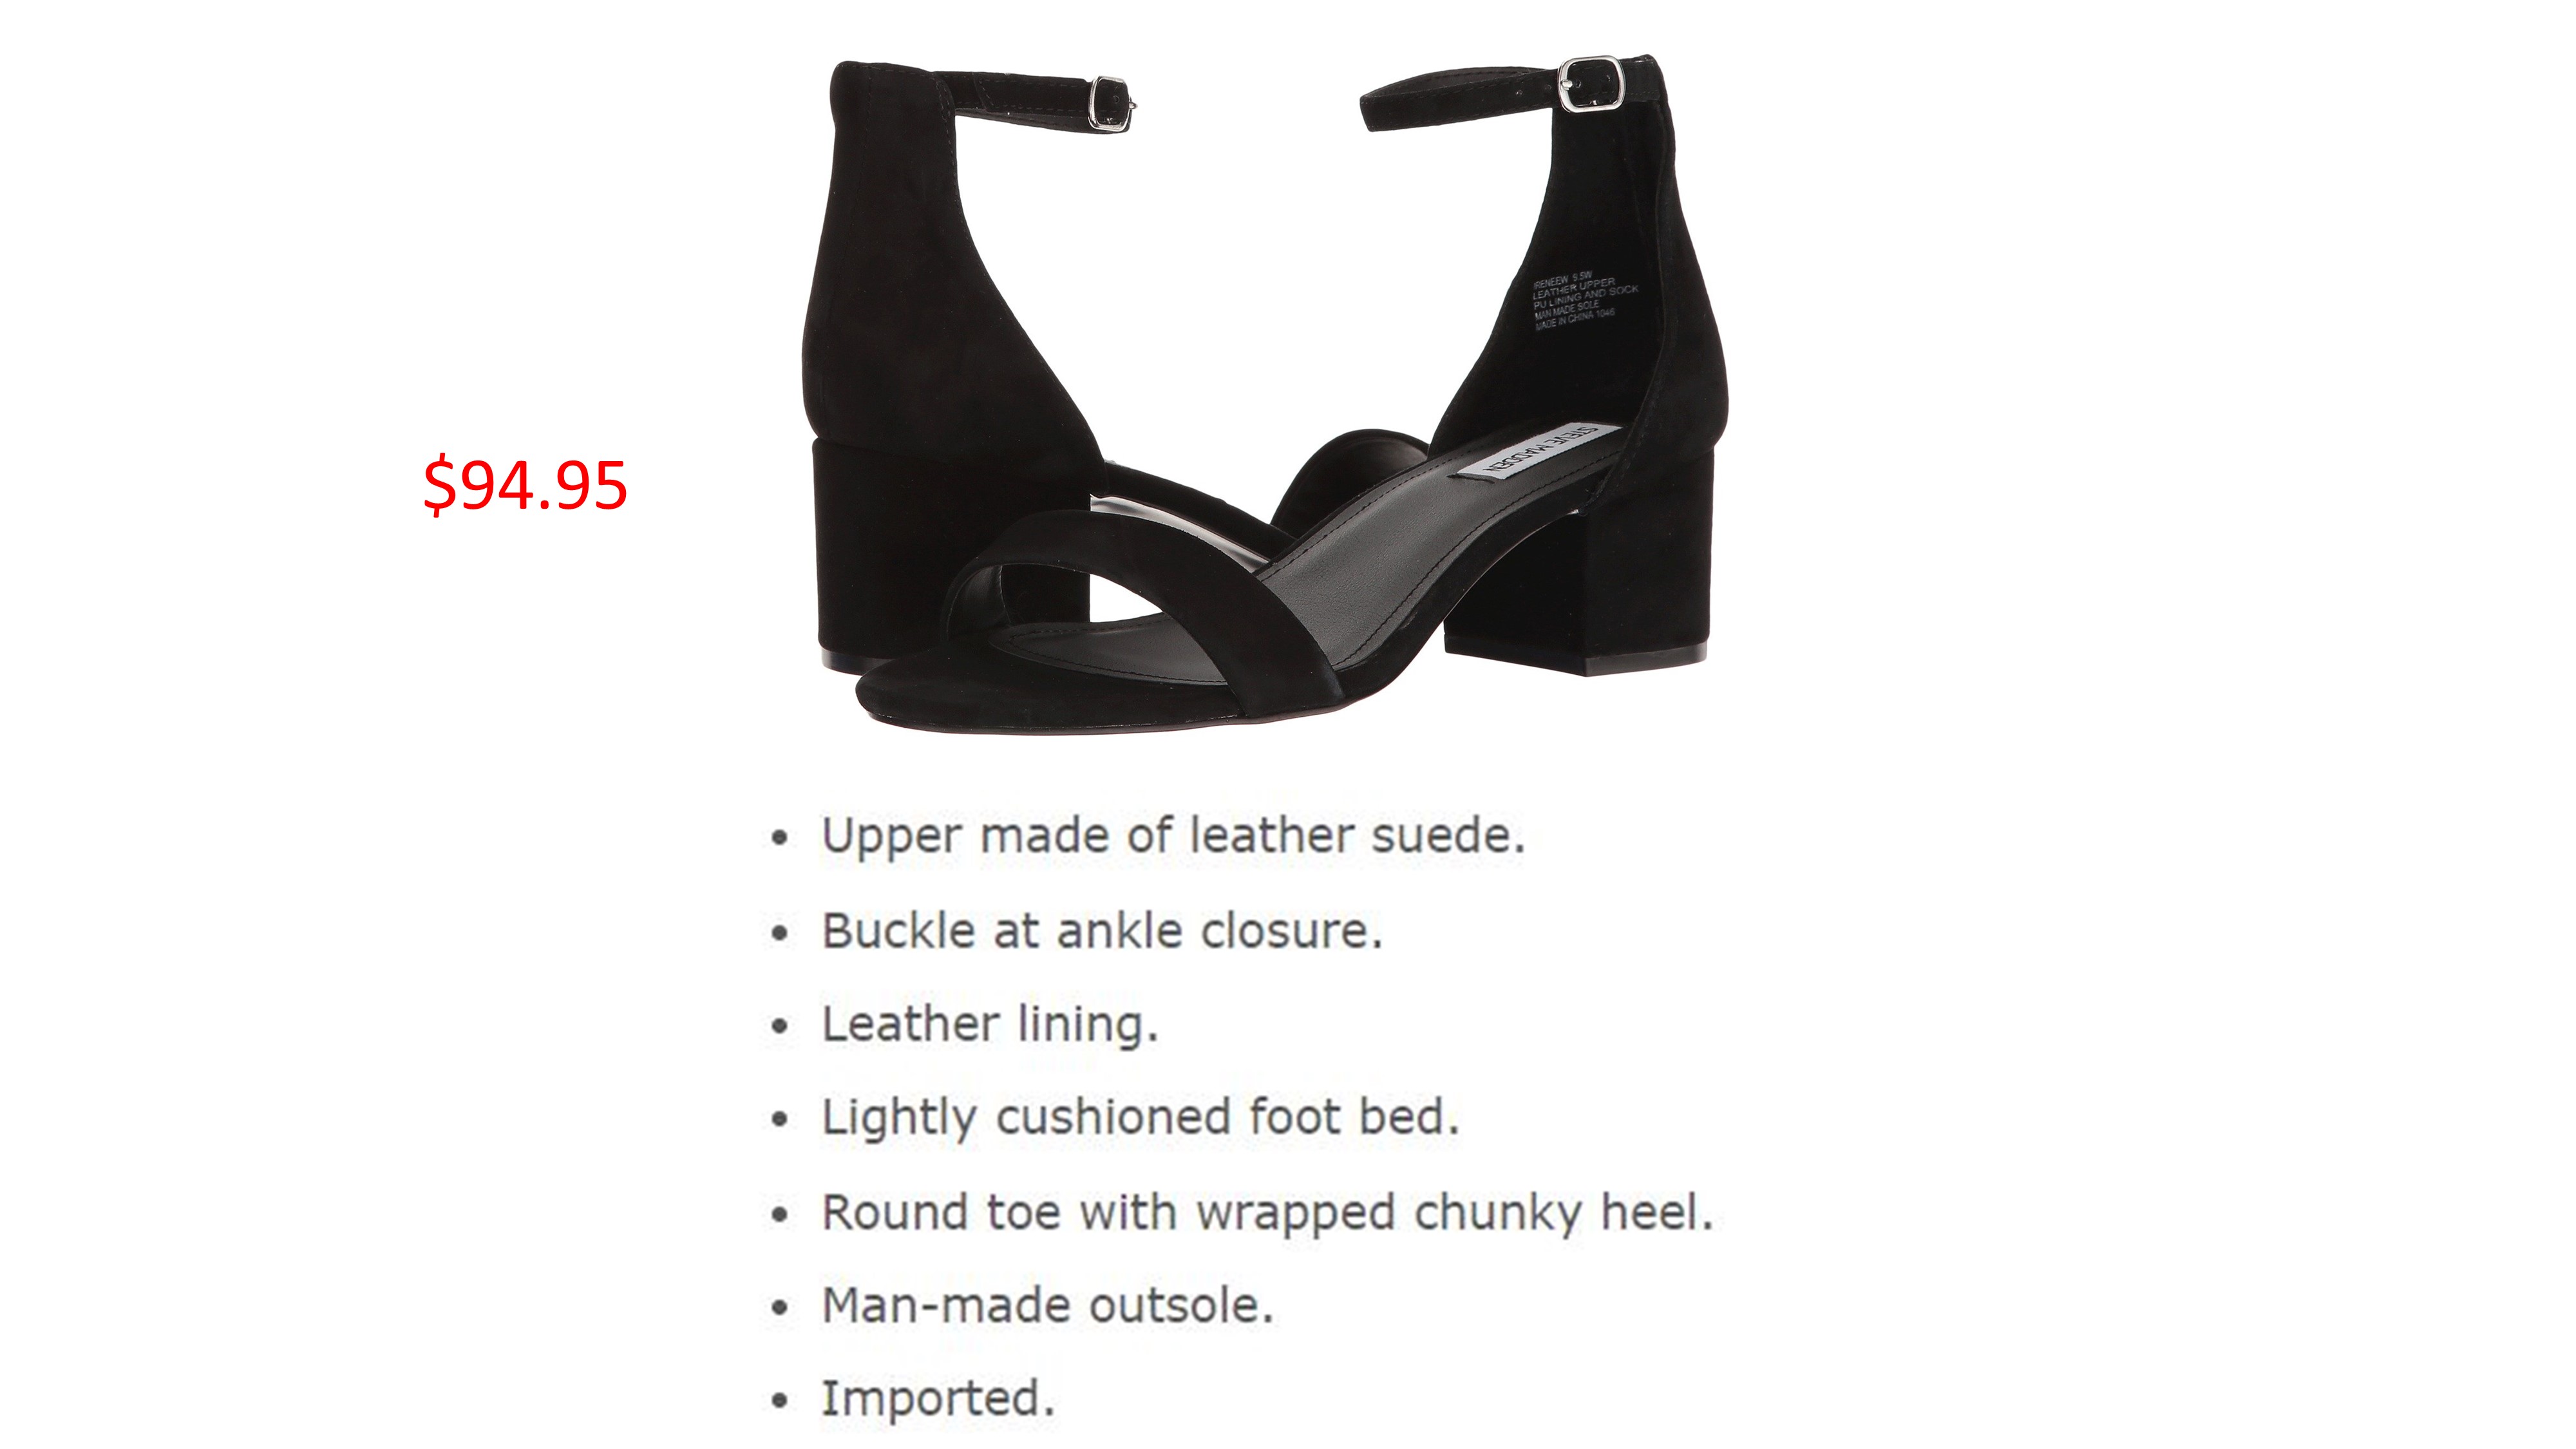 IRENEEW 9.5W
LEATHER UPPER
PU LINING AND SOCK
MAN MADE SOLE
MADE IN CHINA 1046
STEVE MADDEN
$94.95
• Upper made of leather suede.
• Buckle at ankle closure.
• Leather lining.
• Lightly cushioned foot bed.
• Round toe with wrapped chunky heel.
• Man-made outsole.
• Imported.